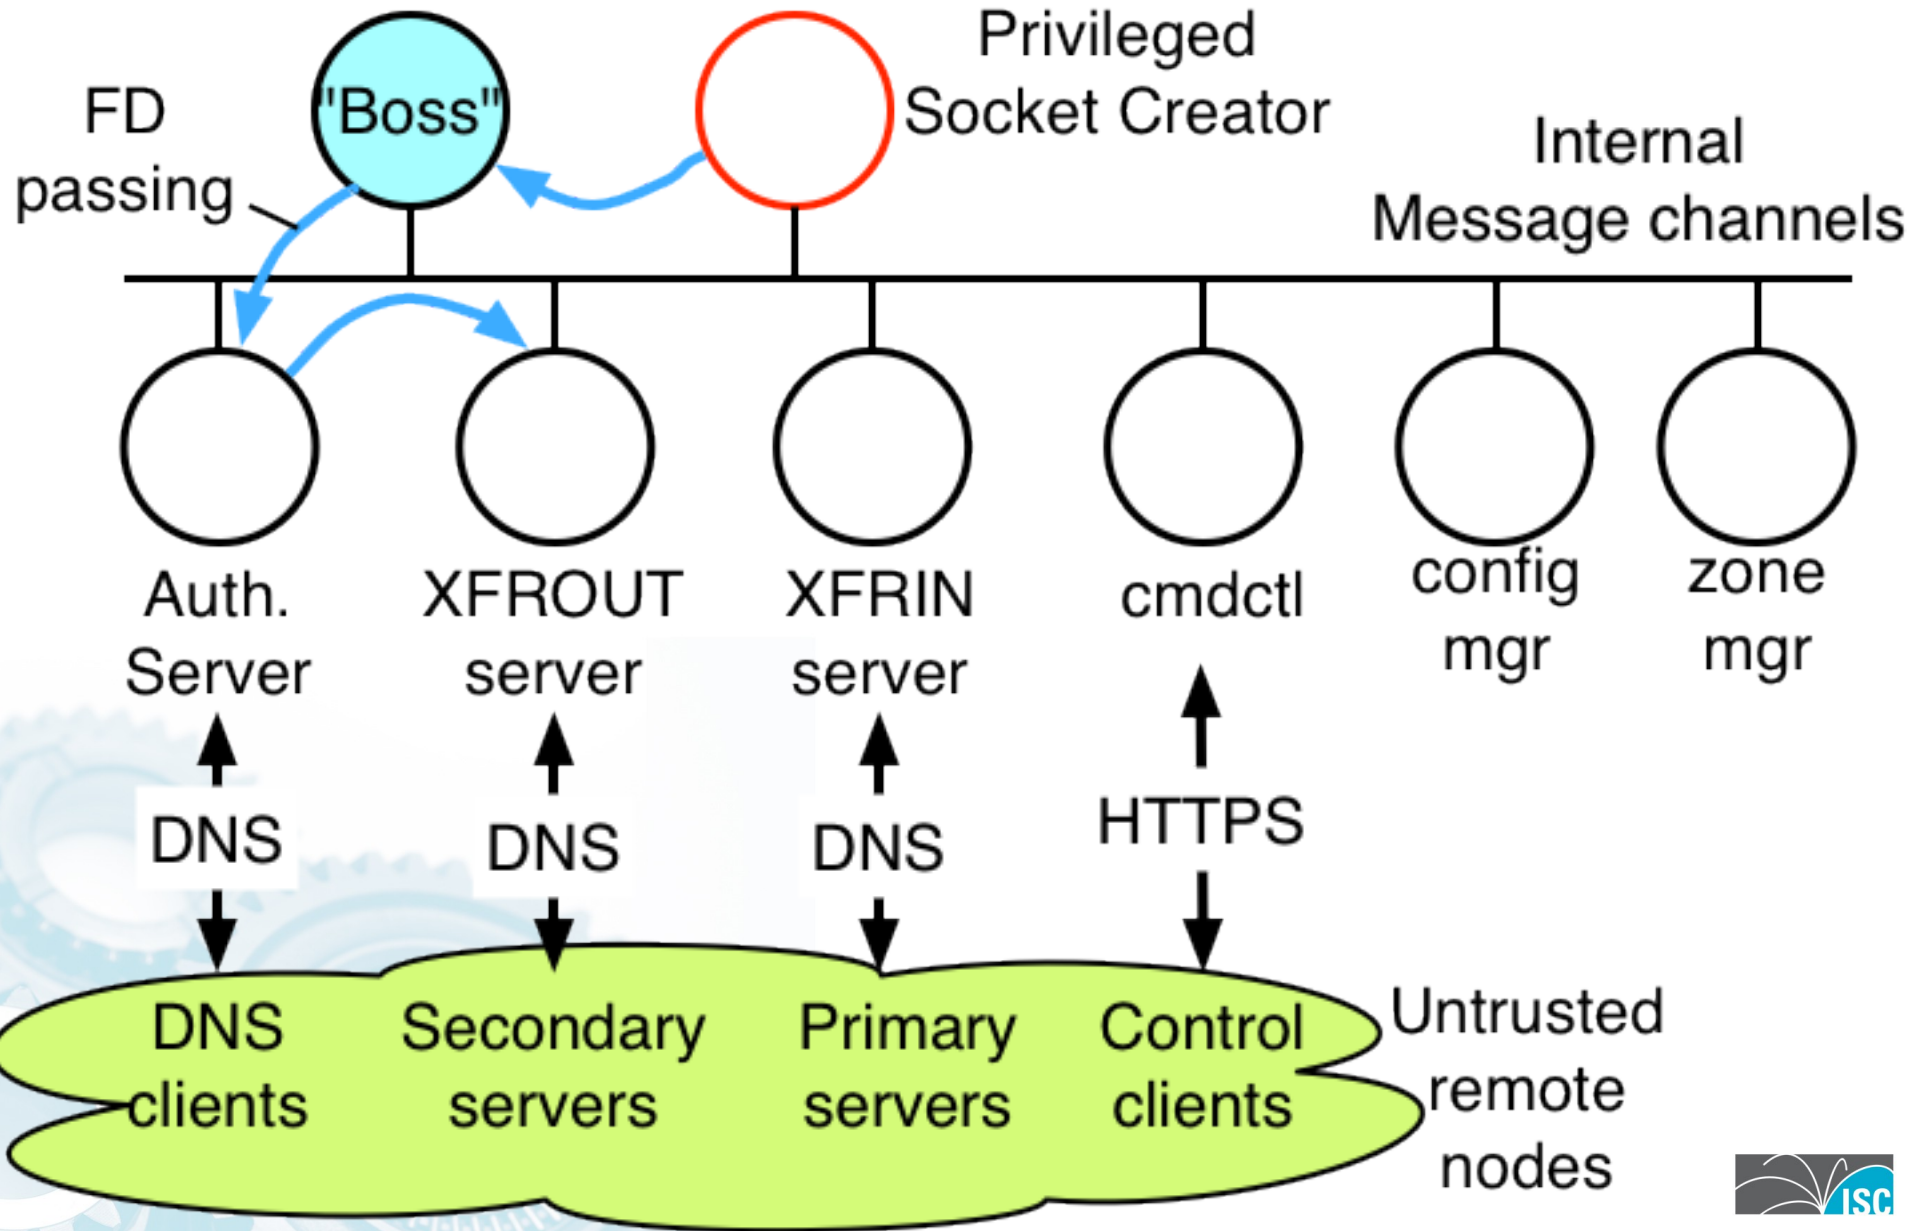 Privileged
Socket Creator
"Boss"
FD
passing
Internal
Message channels
Auth.
Server
XFROUT
server
XFRIN
server
cmdctl
config
mgr
zone
mgr
DNS
DNS
DNS
HTTPS
DNS
clients
Secondary
servers
Primary
servers
Control
clients
Untrusted
remote
nodes
ISC